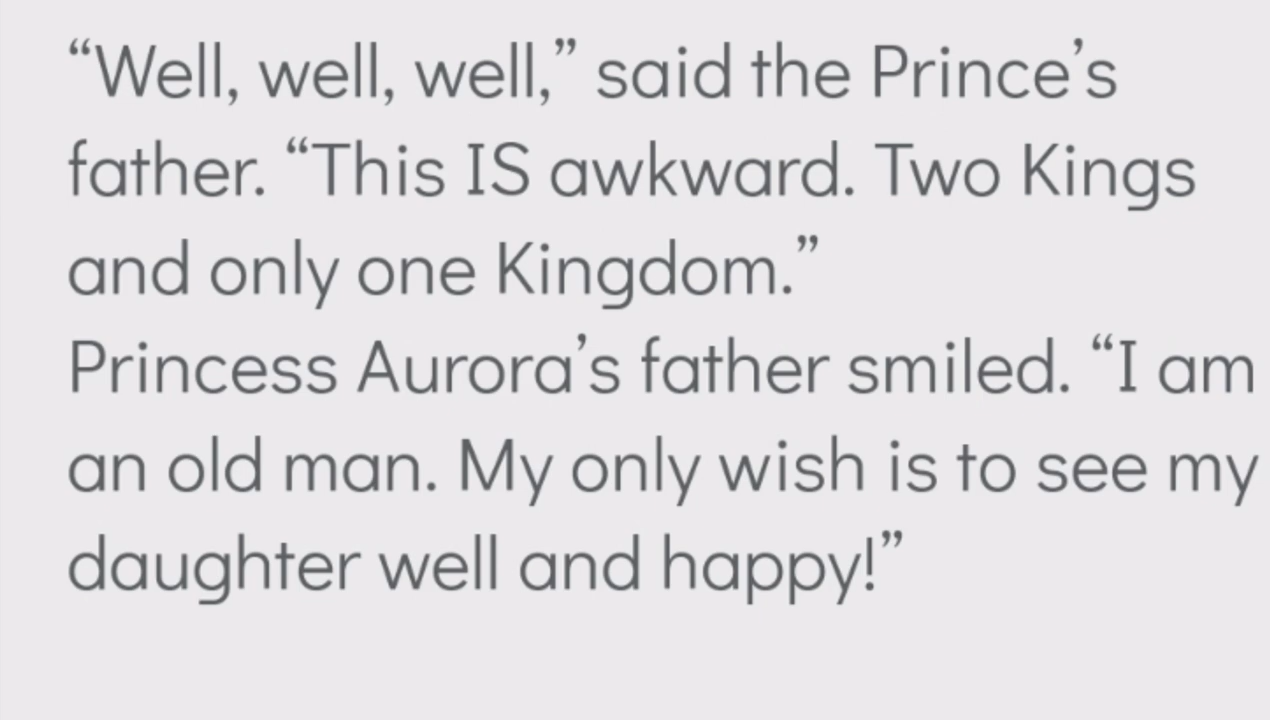 “Well, well, well,” said the Prince’s
father. “This IS awkward. Two Kings
and only one Kingdom.”
Princess Aurora’s father smiled. “I am
an old man. My only wish is to see my
daughter well and happy!”